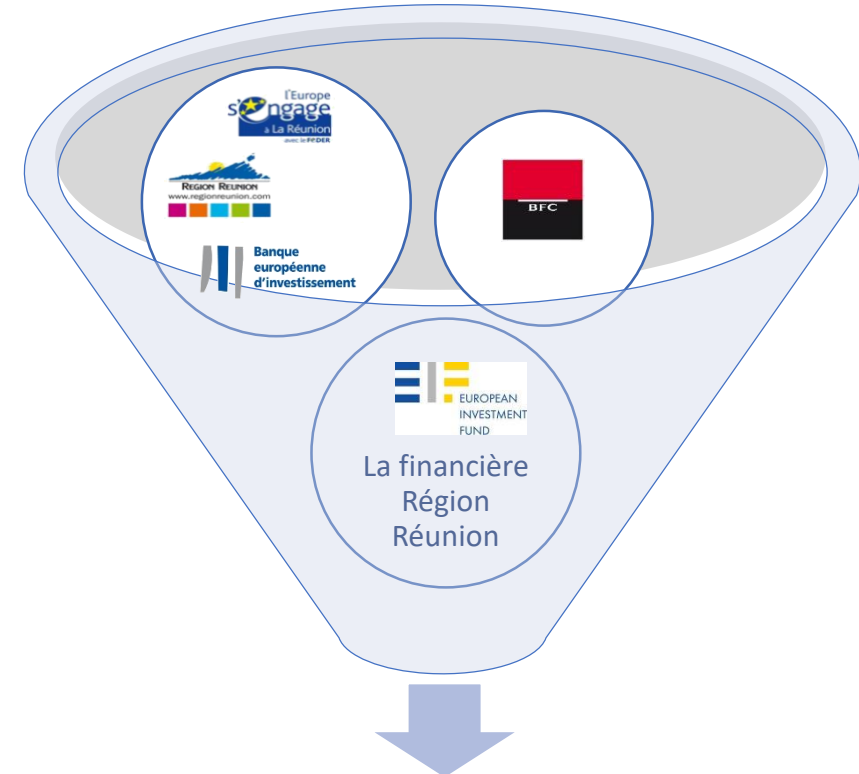 l'Europe
s'engage
à La Réunion
avec le FEDER
REGION REUNION
www.regionreunion.com
Banque
européenne
d'investissement
BFC
EIF
EUROPEAN
INVESTMENT
FUND
La financière
Région
Réunion